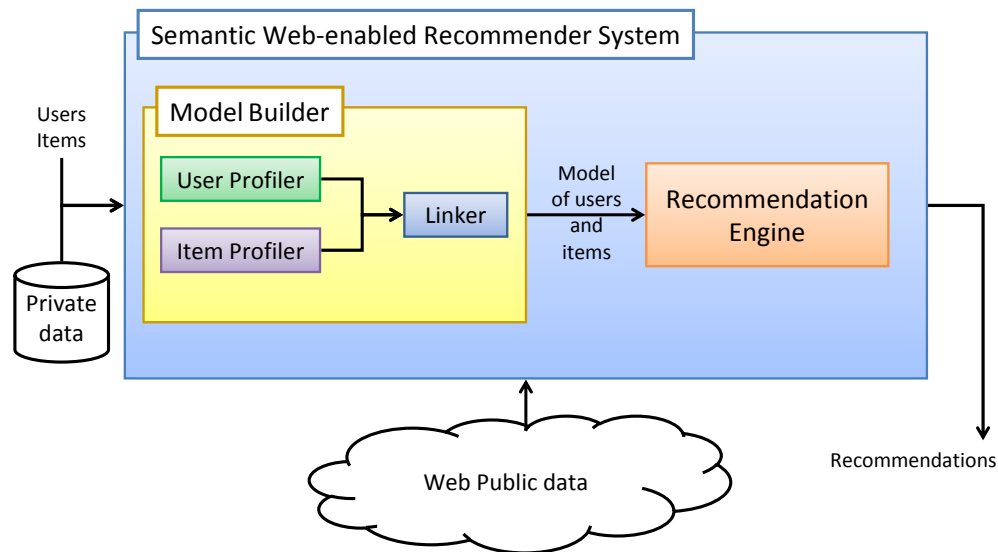 Semantic Web-enabled Recommender System
Users
Items
Model Builder
User Profiler
Item Profiler
Linker
Model
of users
and
items
Recommendation
Engine
Private
data
Web Public data
Recommendations